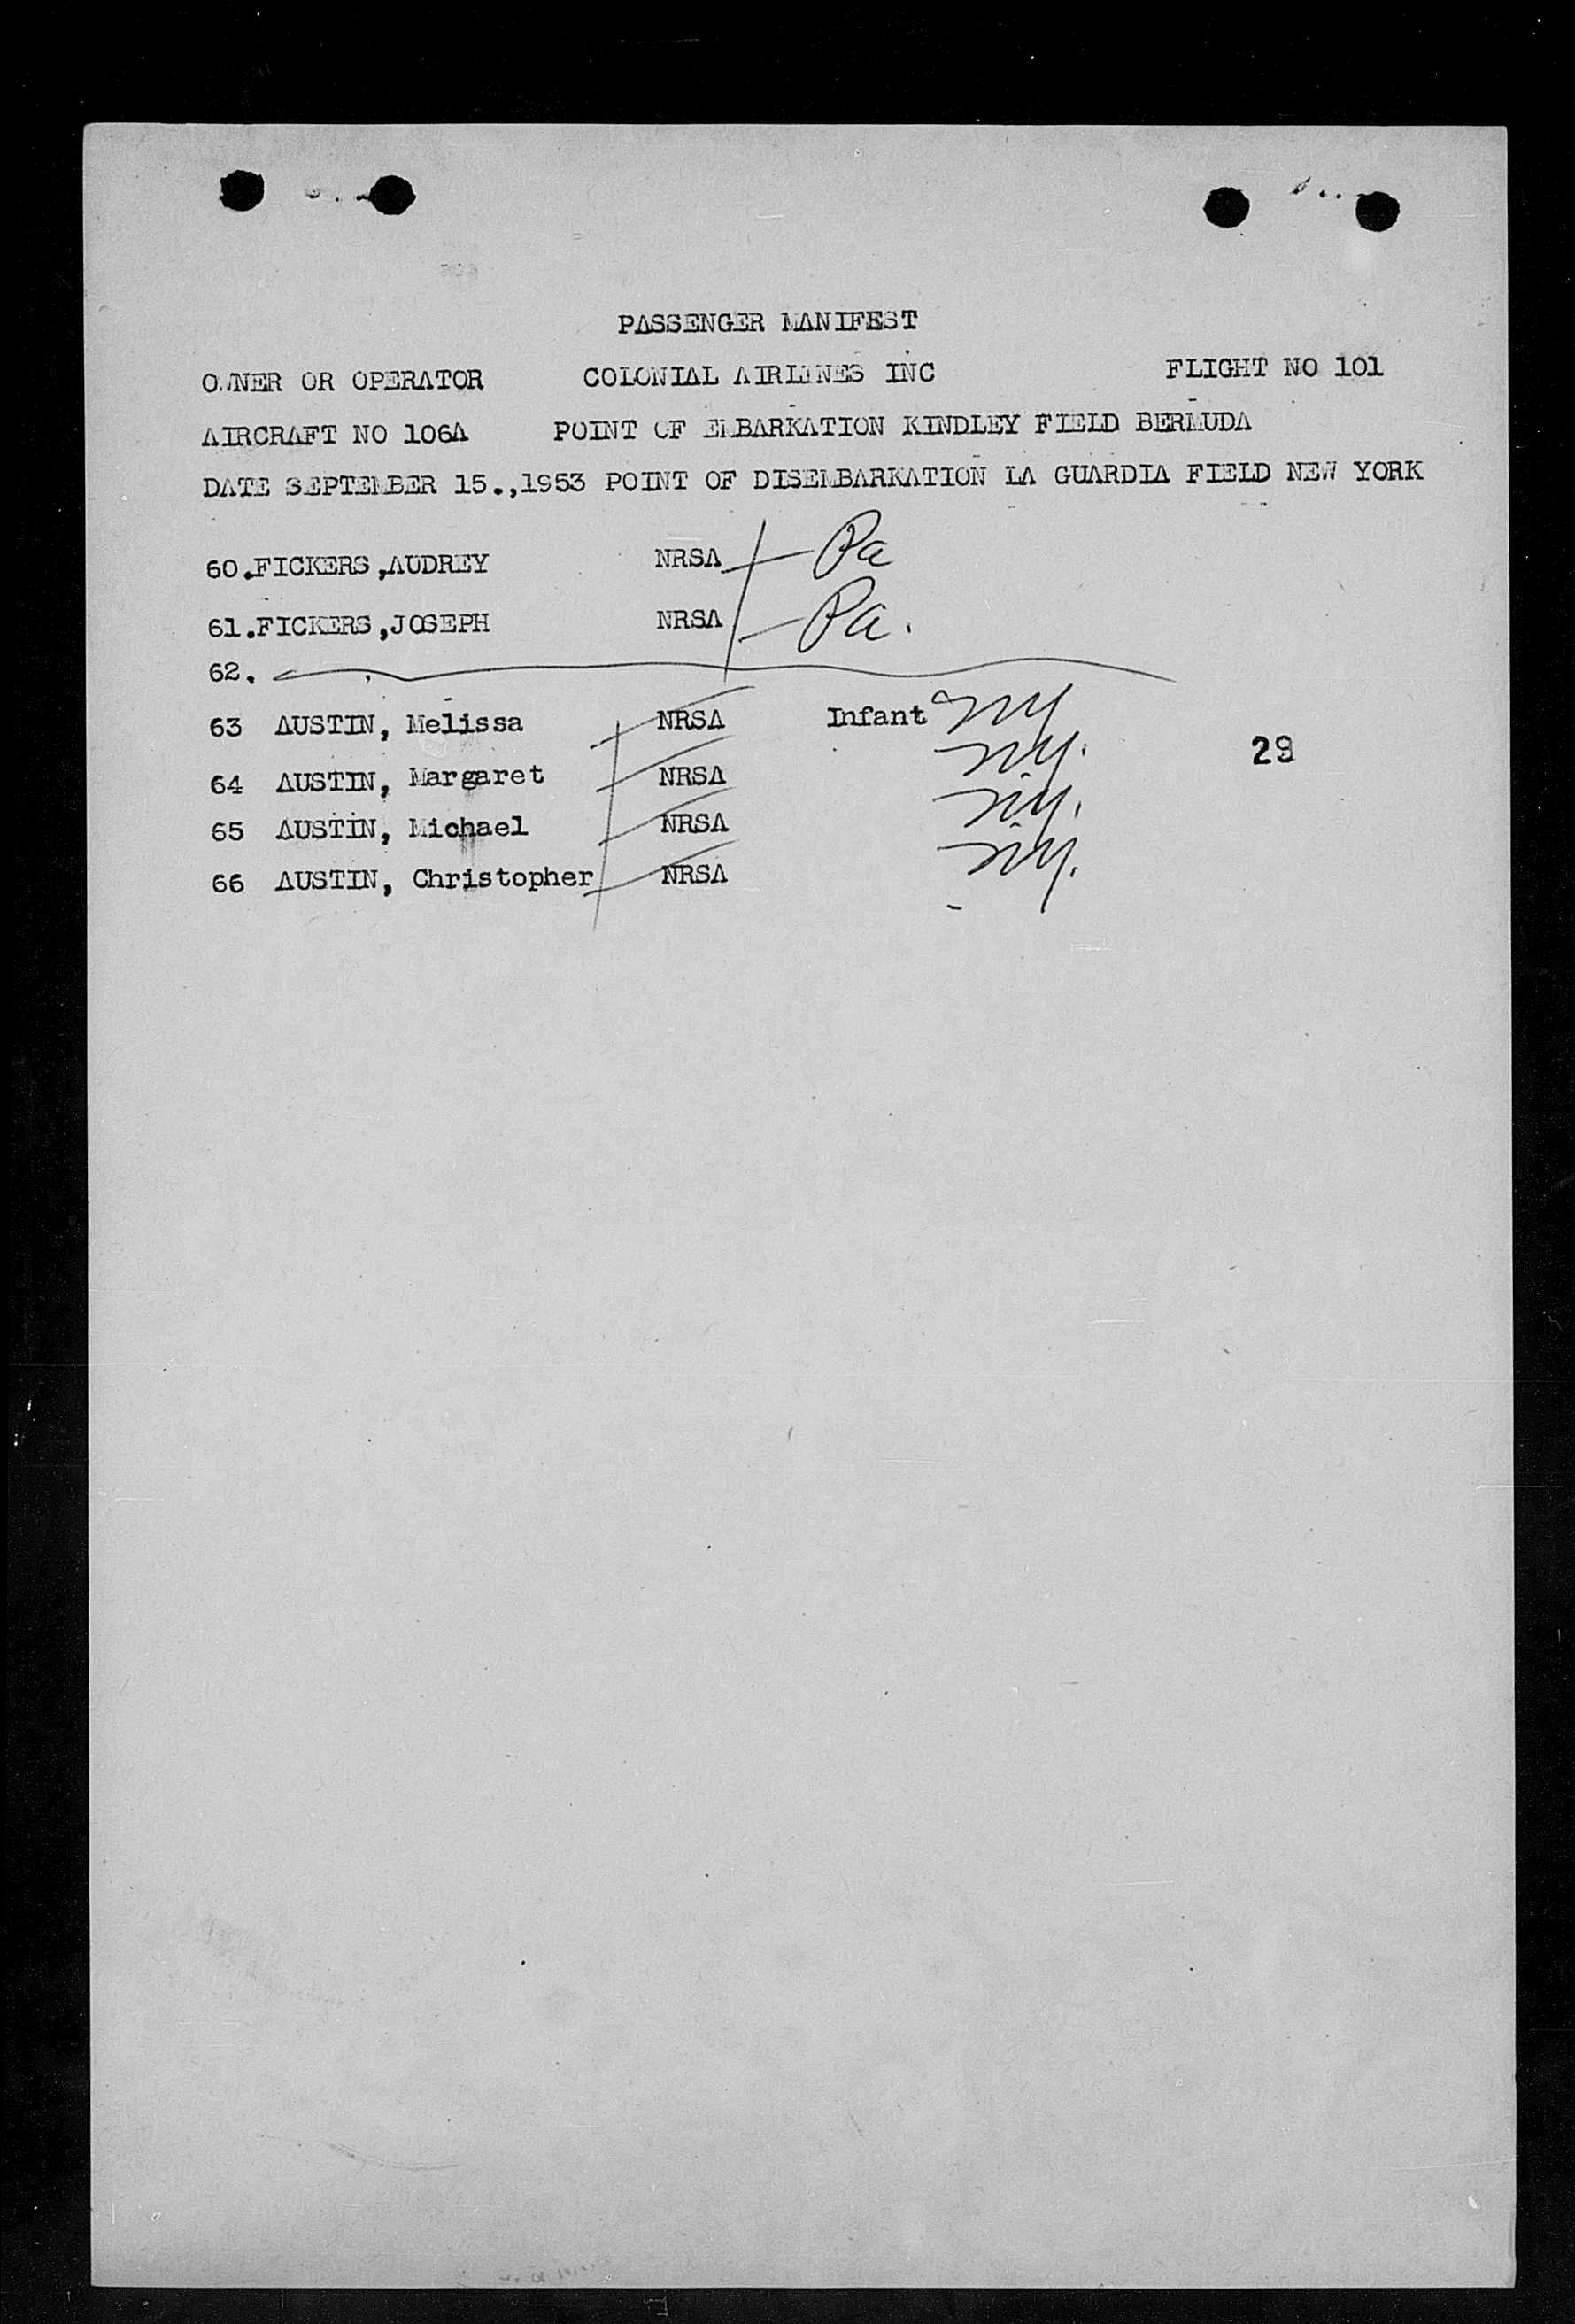 PASSENGER MANIFEST
OWNER OR OPERATOR COLONIAL AIRLINES INC FLIGHT NO 101
AIRCRAFT NO 106A POINT OF EMBARKATION KINDLEY FIELD BERMUDA
DATE SEPTEMBER 15.,1953 POINT OF DISEMBARKATION LA GUARDIA FIELD NEW YORK
60.FICKERS,AUDREY NRSA Pa
61.FICKERS,JOSEPH NRSA Pa.
62.
63 AUSTIN, Melissa NRSA Infant NY
29
64 AUSTIN, Margaret NRSA NY.
65 AUSTIN, Michael NRSA NY.
66 AUSTIN, Christopher NRSA NY.